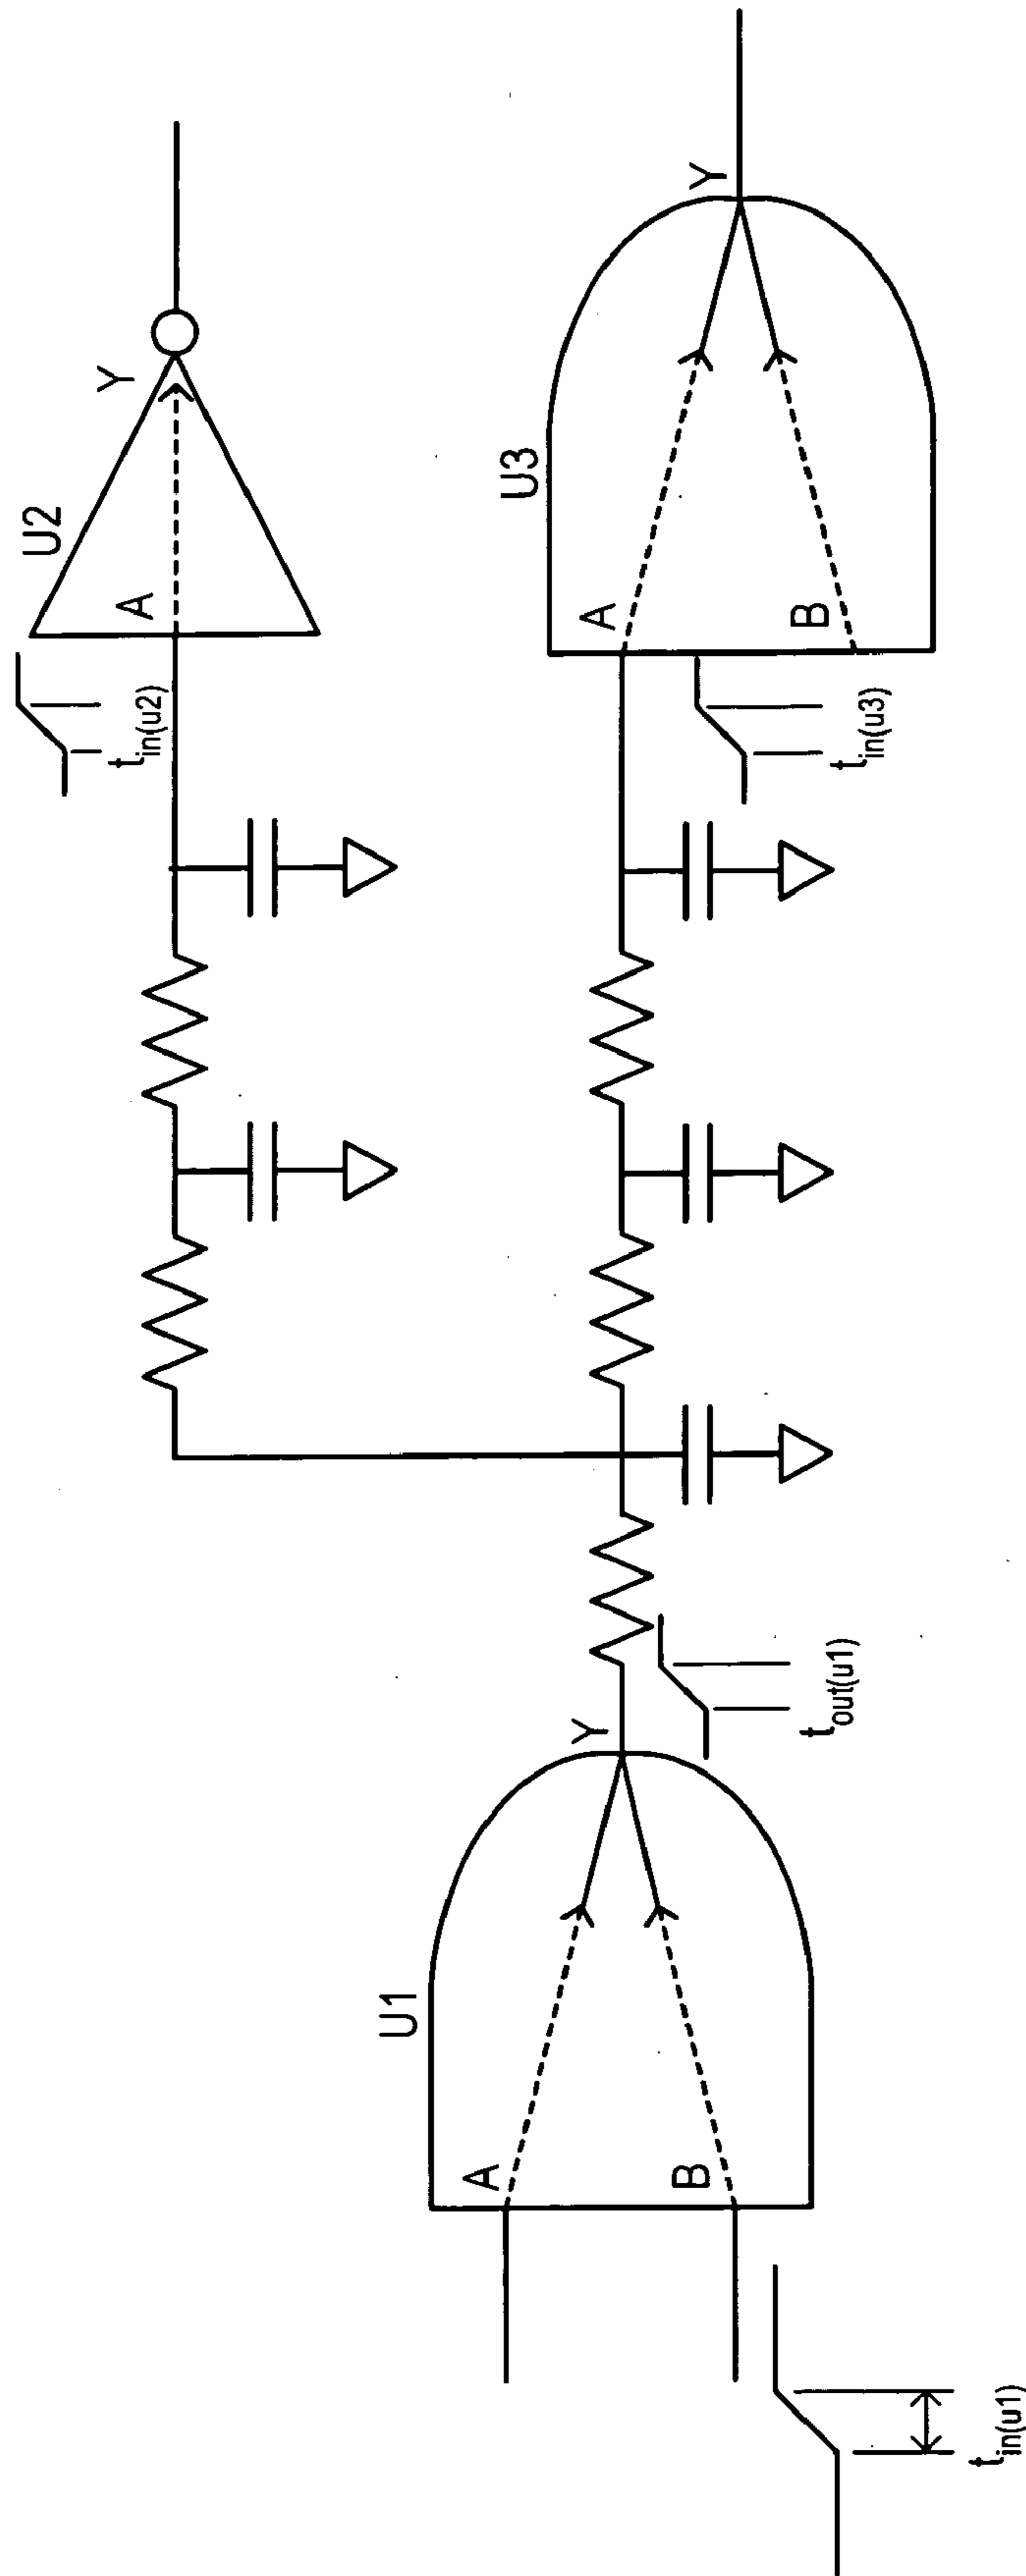 U2
A
Y
t_in(u2)
U1
A
B
Y
t_out(u1)
U3
A
B
Y
t_in(u3)
t_in(u1)